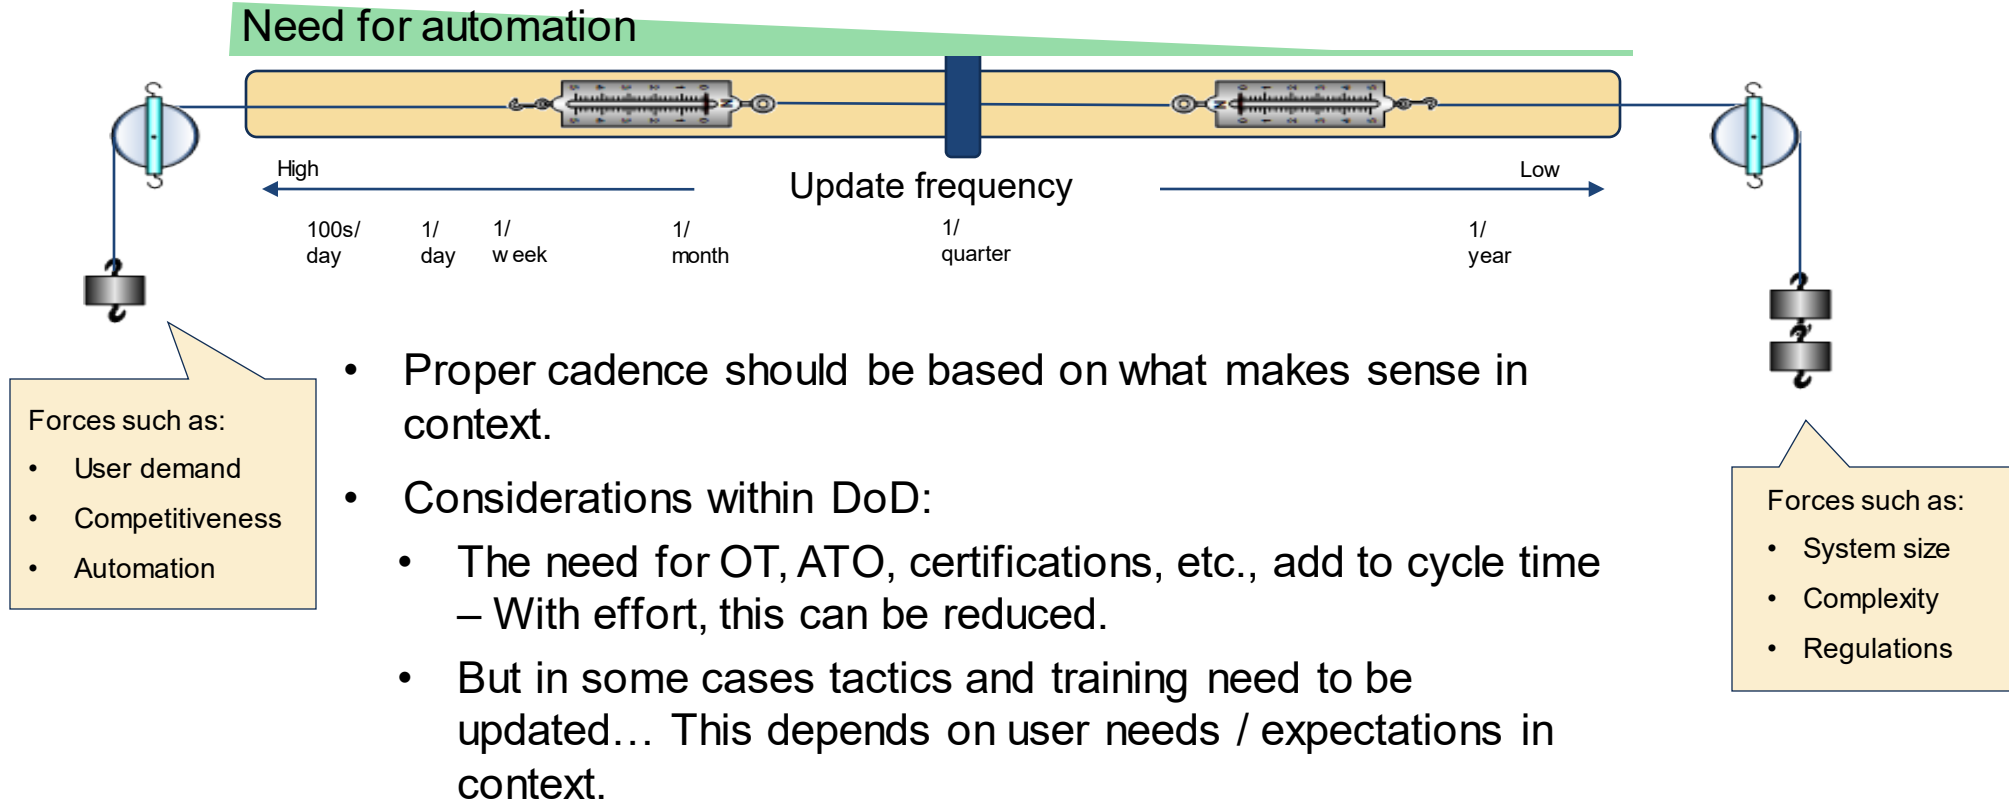 Need for automation
High
Update frequency
Low
100s/
day
1/
day
1/
week
1/
month
1/
quarter
1/
year
Forces such as:
• User demand
• Competitiveness
• Automation
• Proper cadence should be based on what makes sense in
context.
• Considerations within DoD:
• The need for OT, ATO, certifications, etc., add to cycle time
– With effort, this can be reduced.
• But in some cases tactics and training need to be
updated… This depends on user needs / expectations in
context.
Forces such as:
• System size
• Complexity
• Regulations